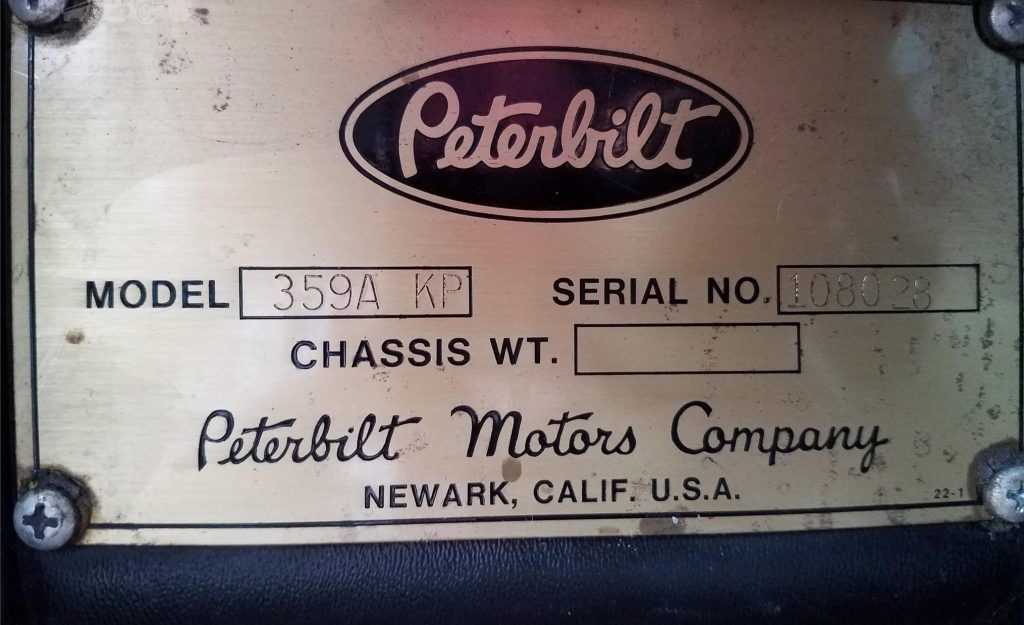 Peterbilt
MODEL 359A KP SERIAL NO. 108028
CHASSIS WT.
Peterbilt Motors Company
NEWARK, CALIF. U.S.A.
22-1